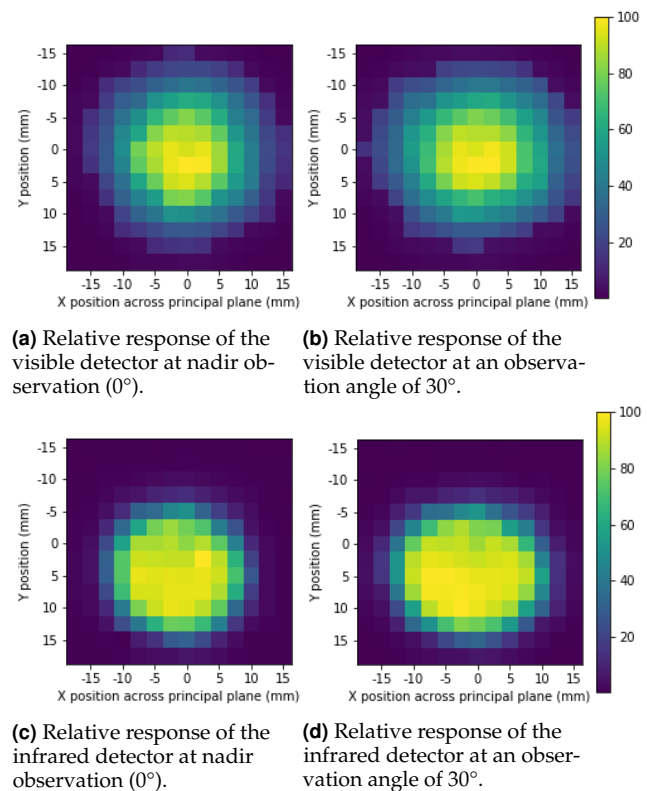 -15
-10
-5
0
5
10
15
Y position (mm)
-15 -10 -5 0 5 10 15
X position across principal plane (mm)
-15
-10
-5
0
5
10
15
Y position (mm)
-15 -10 -5 0 5 10 15
X position across principal plane (mm)
100
80
60
40
20
(a) Relative response of the
visible detector at nadir ob-
servation (0°).
(b) Relative response of the
visible detector at an observa-
tion angle of 30°.
-15
-10
-5
0
5
10
15
Y position (mm)
-15 -10 -5 0 5 10 15
X position across principal plane (mm)
-15
-10
-5
0
5
10
15
Y position (mm)
-15 -10 -5 0 5 10 15
X position across principal plane (mm)
100
80
60
40
20
(c) Relative response of the
infrared detector at nadir
observation (0°).
(d) Relative response of the
infrared detector at an obser-
vation angle of 30°.